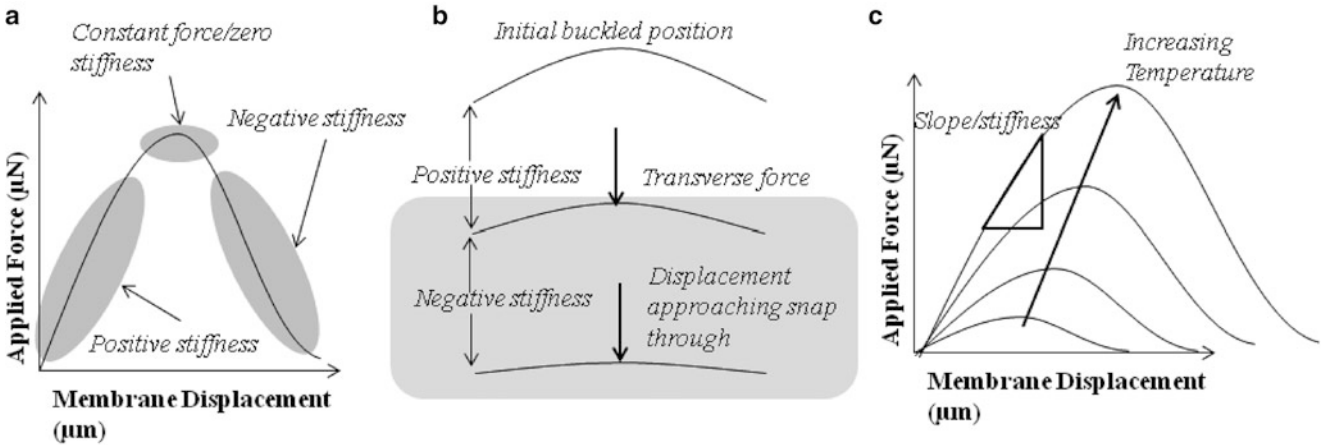 a
Constant force/zero
stiffness
Negative stiffness
Positive stiffness
Applied Force (μN)
Membrane Displacement
(μm)
b
Initial buckled position
Positive stiffness
Transverse force
Negative stiffness
Displacement
approaching snap
through
c
Increasing
Temperature
Slope/stiffness
Applied Force (μN)
Membrane Displacement
(μm)